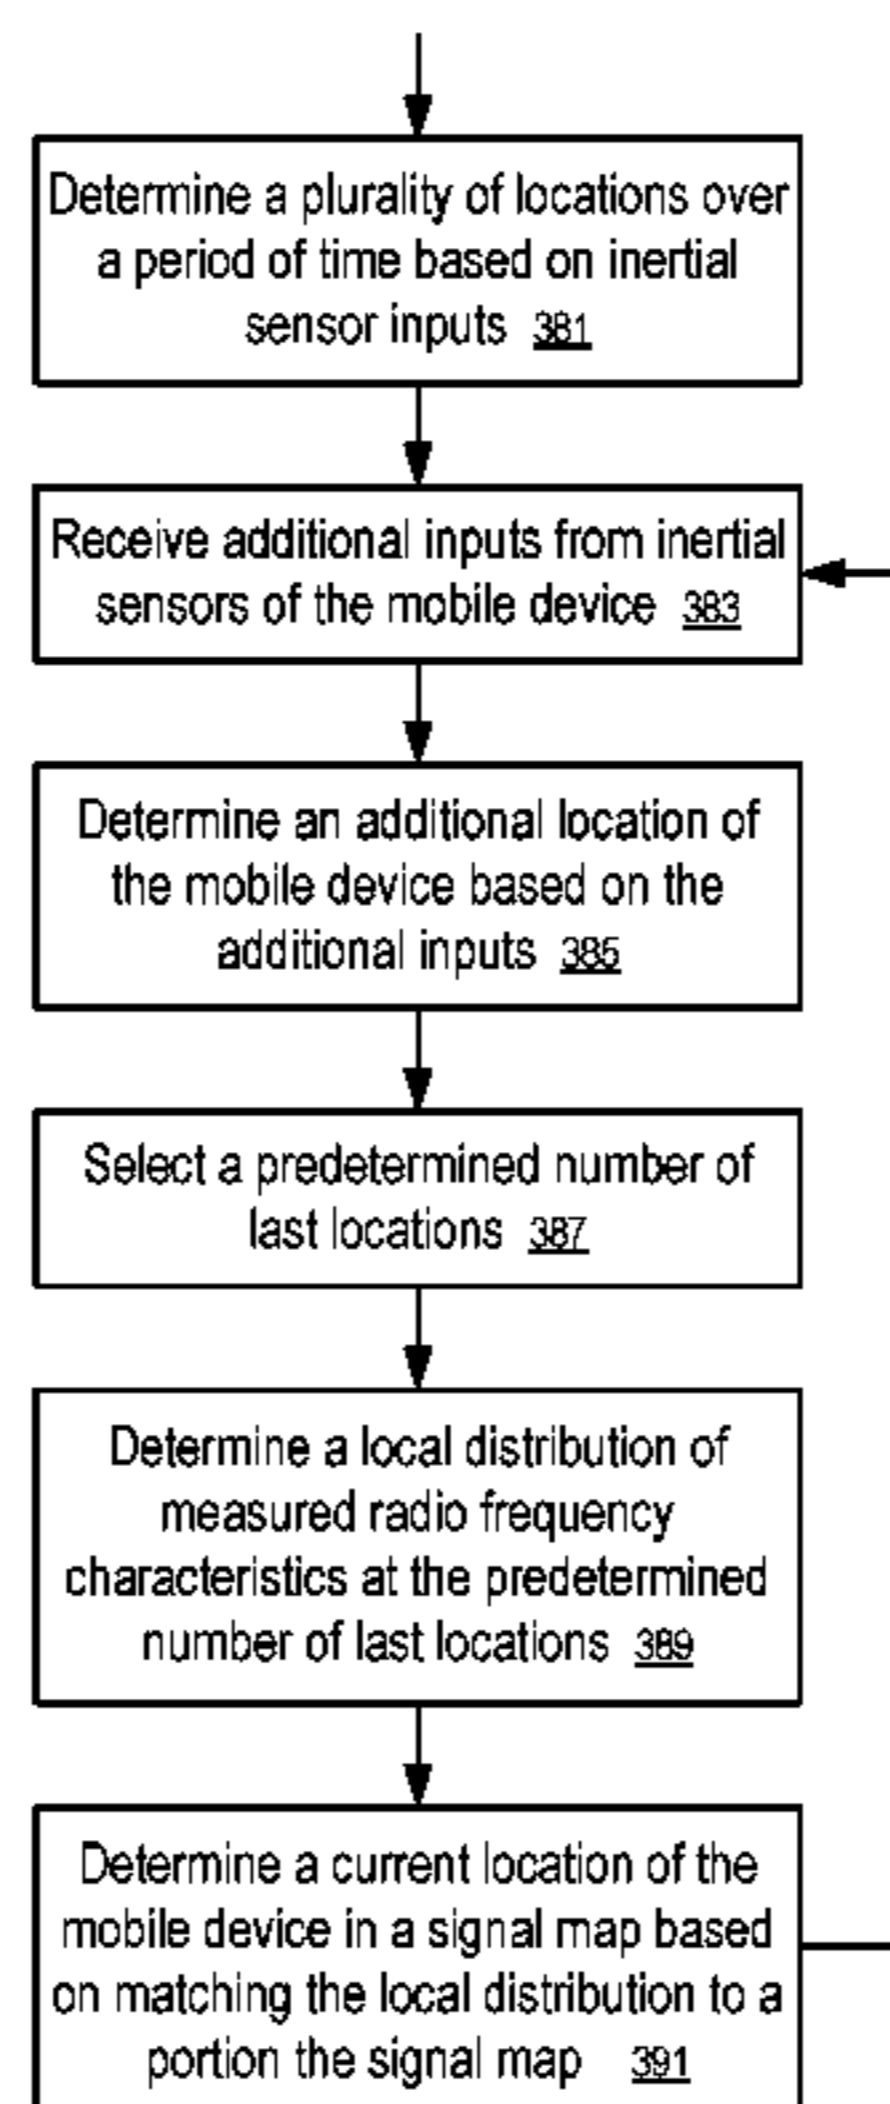 Determine a plurality of locations over
a period of time based on inertial
sensor inputs 381
Receive additional inputs from inertial
sensors of the mobile device 383
Determine an additional location of
the mobile device based on the
additional inputs 385
Select a predetermined number of
last locations 387
Determine a local distribution of
measured radio frequency
characteristics at the predetermined
number of last locations 389
Determine a current location of the
mobile device in a signal map based
on matching the local distribution to a
portion the signal map 391